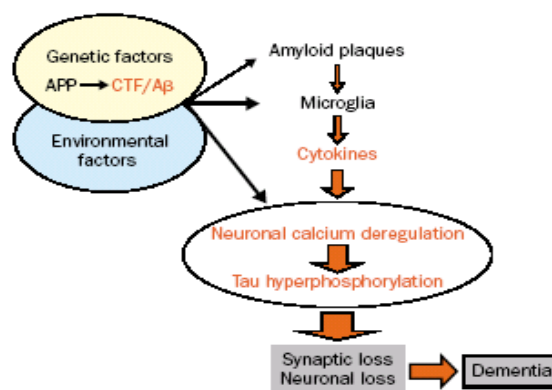 Genetic factors
APP → CTF/Aβ
Environmental
factors
Amyloid plaques
Microglia
Cytokines
Neuronal calcium deregulation
Tau hyperphosphorylation
Synaptic loss
Neuronal loss
Dementia